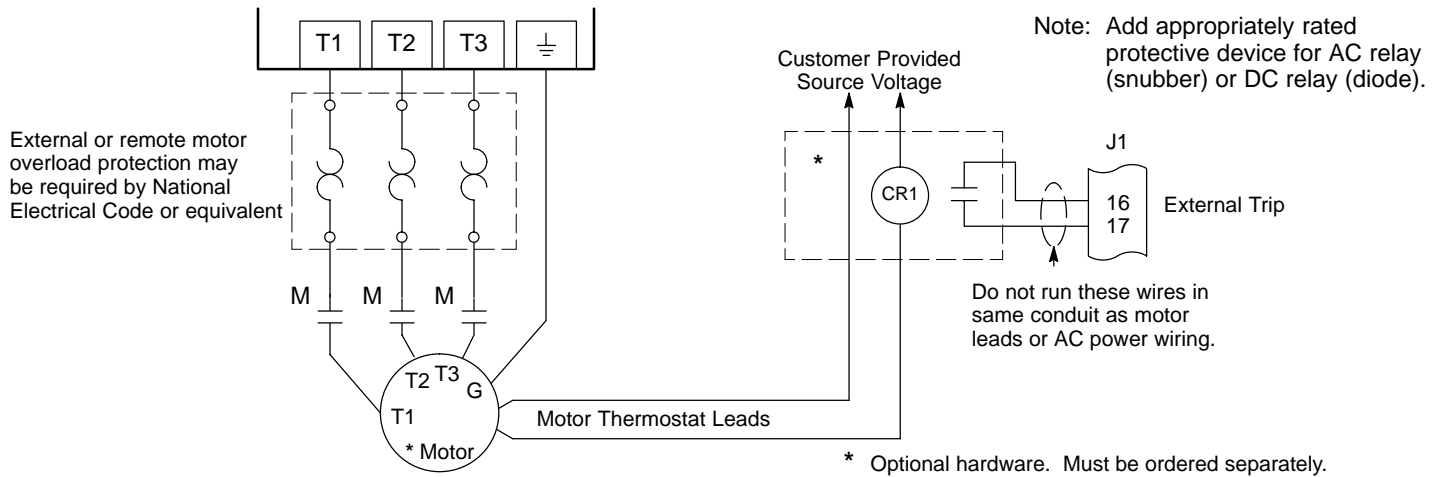 T1 T2 T3
Note: Add appropriately rated
protective device for AC relay
(snubber) or DC relay (diode).
Customer Provided
Source Voltage
External or remote motor
overload protection may
be required by National
Electrical Code or equivalent
*
CR1
J1
16
17
External Trip
Do not run these wires in
same conduit as motor
leads or AC power wiring.
M M M
T2 T3
G
T1
* Motor
Motor Thermostat Leads
* Optional hardware. Must be ordered separately.